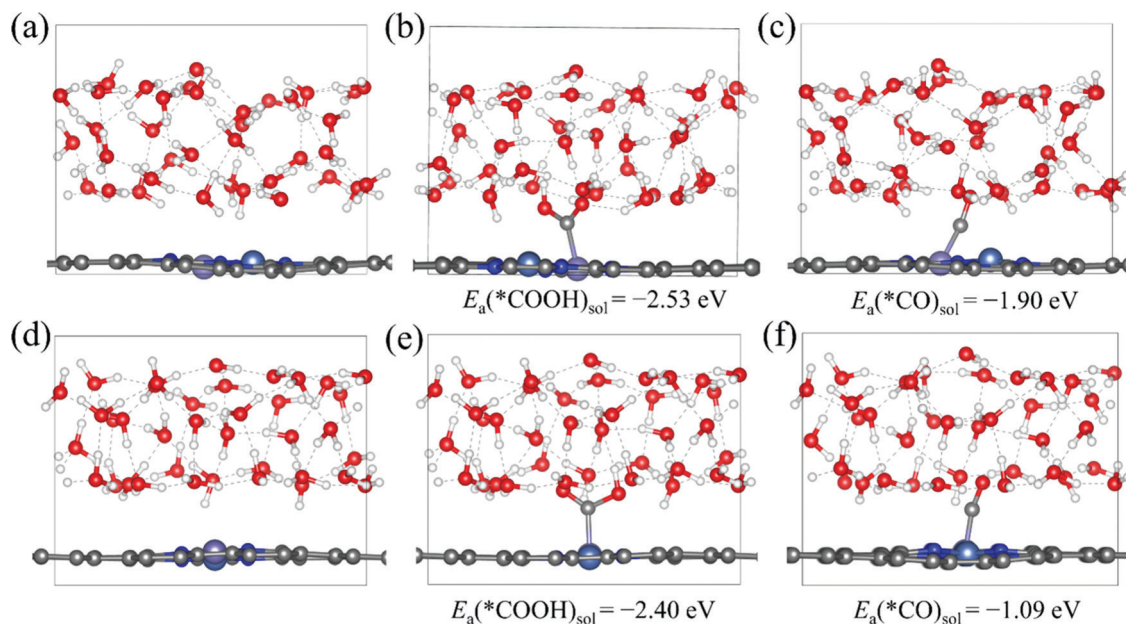 (a)
(b)
(c)
Eₐ(*COOH)ₛₒₗ = −2.53 eV
Eₐ(*CO)ₛₒₗ = −1.90 eV
(d)
(e)
(f)
Eₐ(*COOH)ₛₒₗ = −2.40 eV
Eₐ(*CO)ₛₒₗ = −1.09 eV